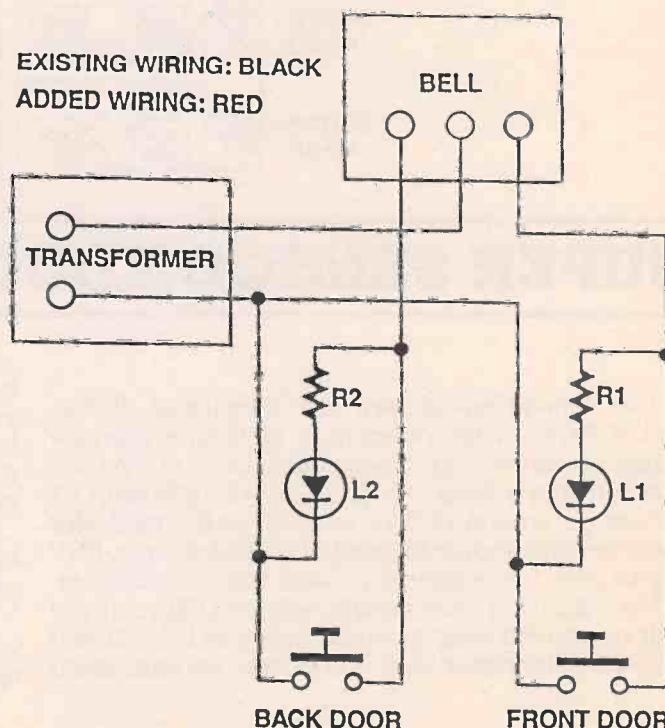 EXISTING WIRING: BLACK
ADDED WIRING: RED
BELL
TRANSFORMER
R2
R1
L2
L1
BACK DOOR
FRONT DOOR